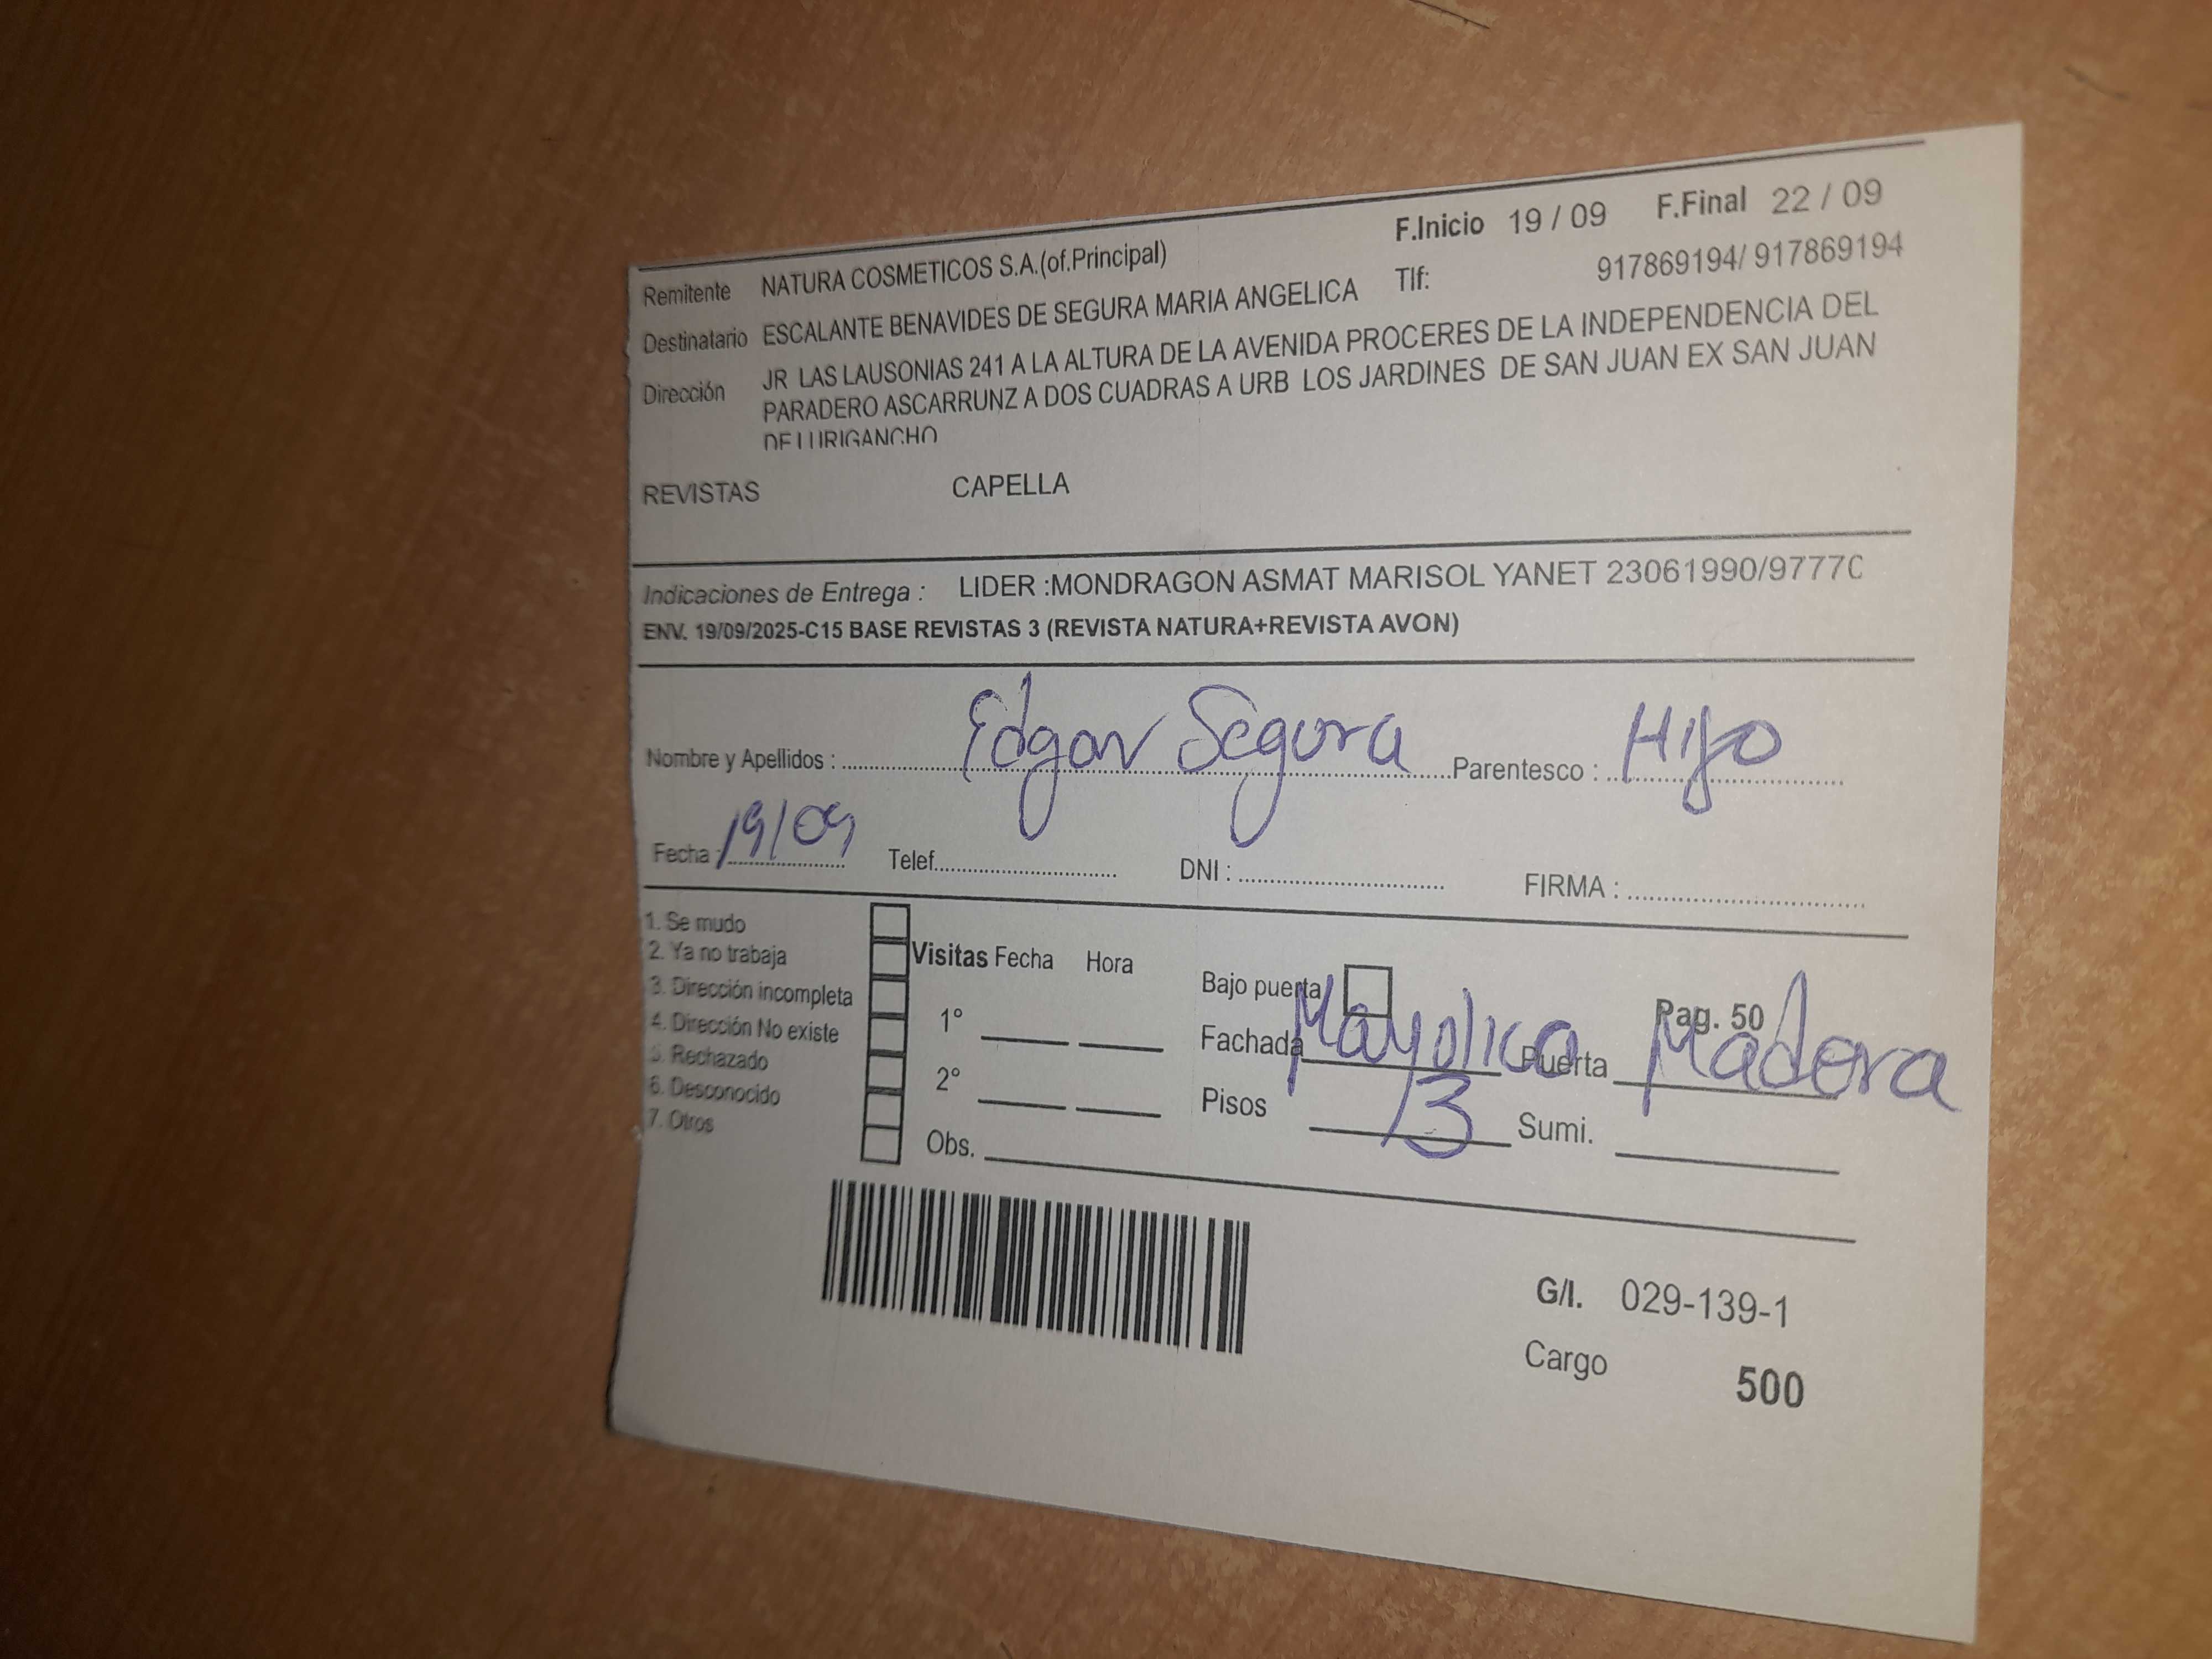 F.Inicio 19 / 09 F.Final 22 / 09
Remitente NATURA COSMETICOS S.A.(of.Principal)
Destinatario ESCALANTE BENAVIDES DE SEGURA MARIA ANGELICA Tlf: 917869194/ 917869194
Dirección JR LAS LAUSONIAS 241 A LA ALTURA DE LA AVENIDA PROCERES DE LA INDEPENDENCIA DEL
PARADERO ASCARRUNZ A DOS CUADRAS A URB LOS JARDINES DE SAN JUAN EX SAN JUAN
DE LURIGANCHO
REVISTAS CAPELLA
Indicaciones de Entrega : LIDER :MONDRAGON ASMAT MARISOL YANET 23061990/9777
ENV. 19/09/2025-C15 BASE REVISTAS 3 (REVISTA NATURA+REVISTA AVON)
Nombre y Apellidos : Edgar Segura Parentesco : Hijo
Fecha : 19/09 Telef. DNI : FIRMA :
1. Se mudo
2. Ya no trabaja
3. Dirección incompleta
4. Dirección No existe
5. Rechazado
6. Desconocido
7. Otros
Visitas Fecha Hora
1°
2°
Obs.
Bajo puerta Pag. 50
Fachada Mayolica Puerta Madera
Pisos 3 Sumi.
G/I. 029-139-1
Cargo 500